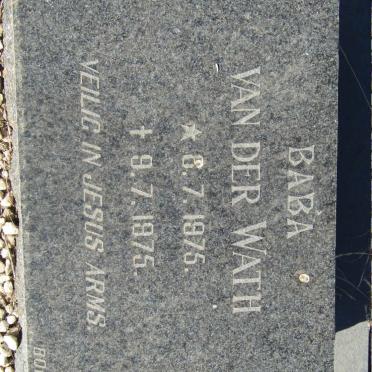 BABA
VAN DER WATH
★ 8.7.1975.
✝ 9.7.1975.
VEILIG IN JESUS ARMS.